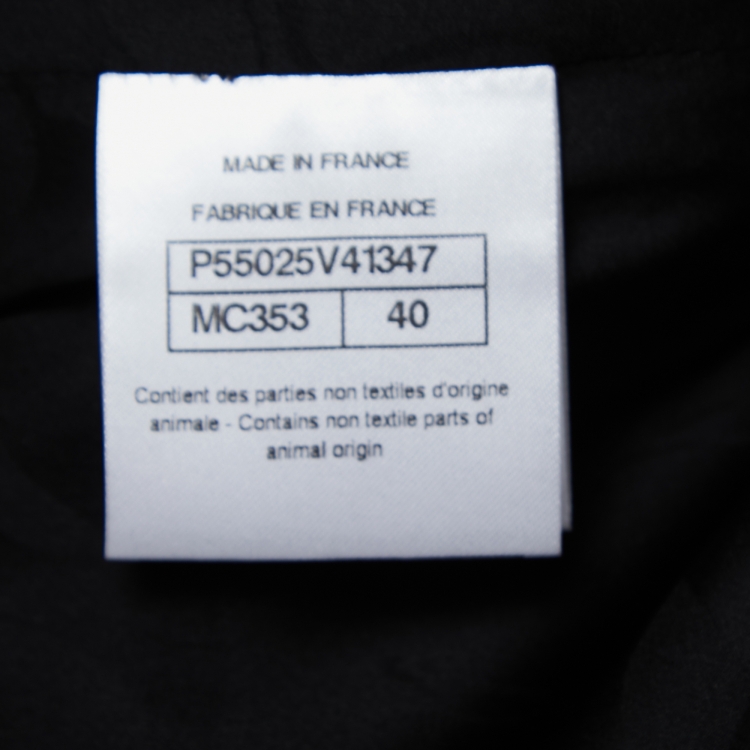 MADE IN FRANCE
FABRIQUE EN FRANCE
P55025V41347
MC353 40
Contient des parties non textiles d'origine
animale - Contains non textile parts of
animal origin